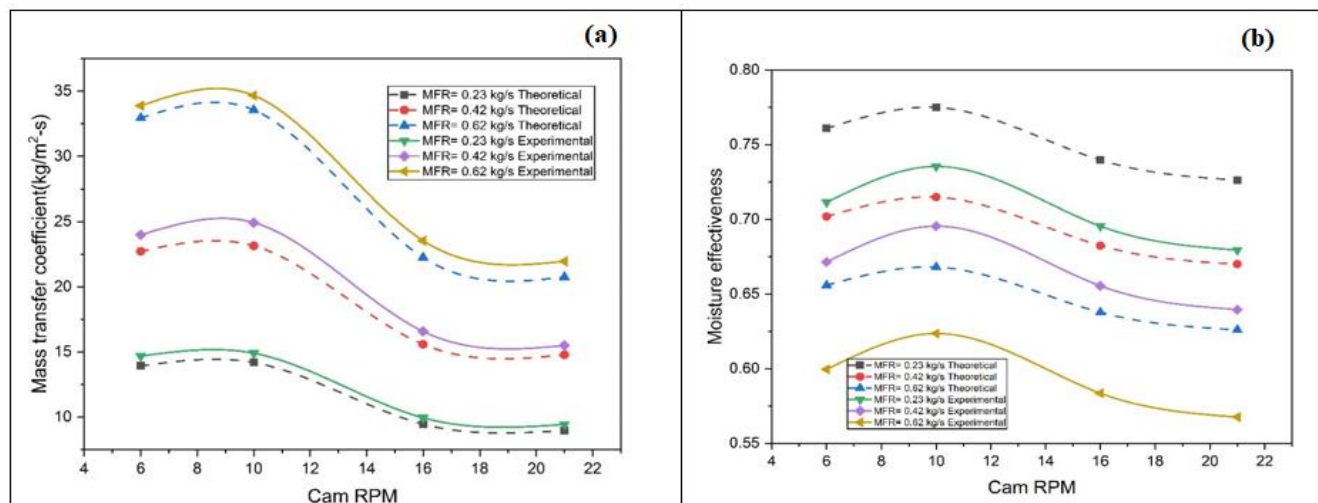 (a)
Mass transfer coefficient(kg/m²-s)
35
30
25
20
15
10
MFR= 0.23 kg/s Theoretical
MFR= 0.42 kg/s Theoretical
MFR= 0.62 kg/s Theoretical
MFR= 0.23 kg/s Experimental
MFR= 0.42 kg/s Experimental
MFR= 0.62 kg/s Experimental
4 6 8 10 12 14 16 18 20 22
Cam RPM
(b)
Moisture effectiveness
0.80
0.75
0.70
0.65
0.60
0.55
MFR= 0.23 kg/s Theoretical
MFR= 0.42 kg/s Theoretical
MFR= 0.62 kg/s Theoretical
MFR= 0.23 kg/s Experimental
MFR= 0.42 kg/s Experimental
MFR= 0.62 kg/s Experimental
4 6 8 10 12 14 16 18 20 22
Cam RPM